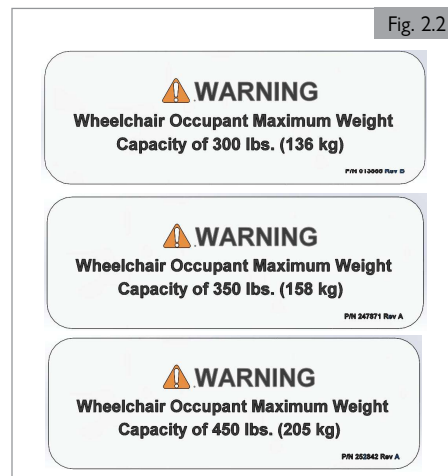 Fig. 2.2
WARNING
Wheelchair Occupant Maximum Weight
Capacity of 300 lbs. (136 kg)
P/N Rev
WARNING
Wheelchair Occupant Maximum Weight
Capacity of 350 lbs. (158 kg)
P/N 247871 Rev A
WARNING
Wheelchair Occupant Maximum Weight
Capacity of 450 lbs. (205 kg)
P/N 252842 Rev A